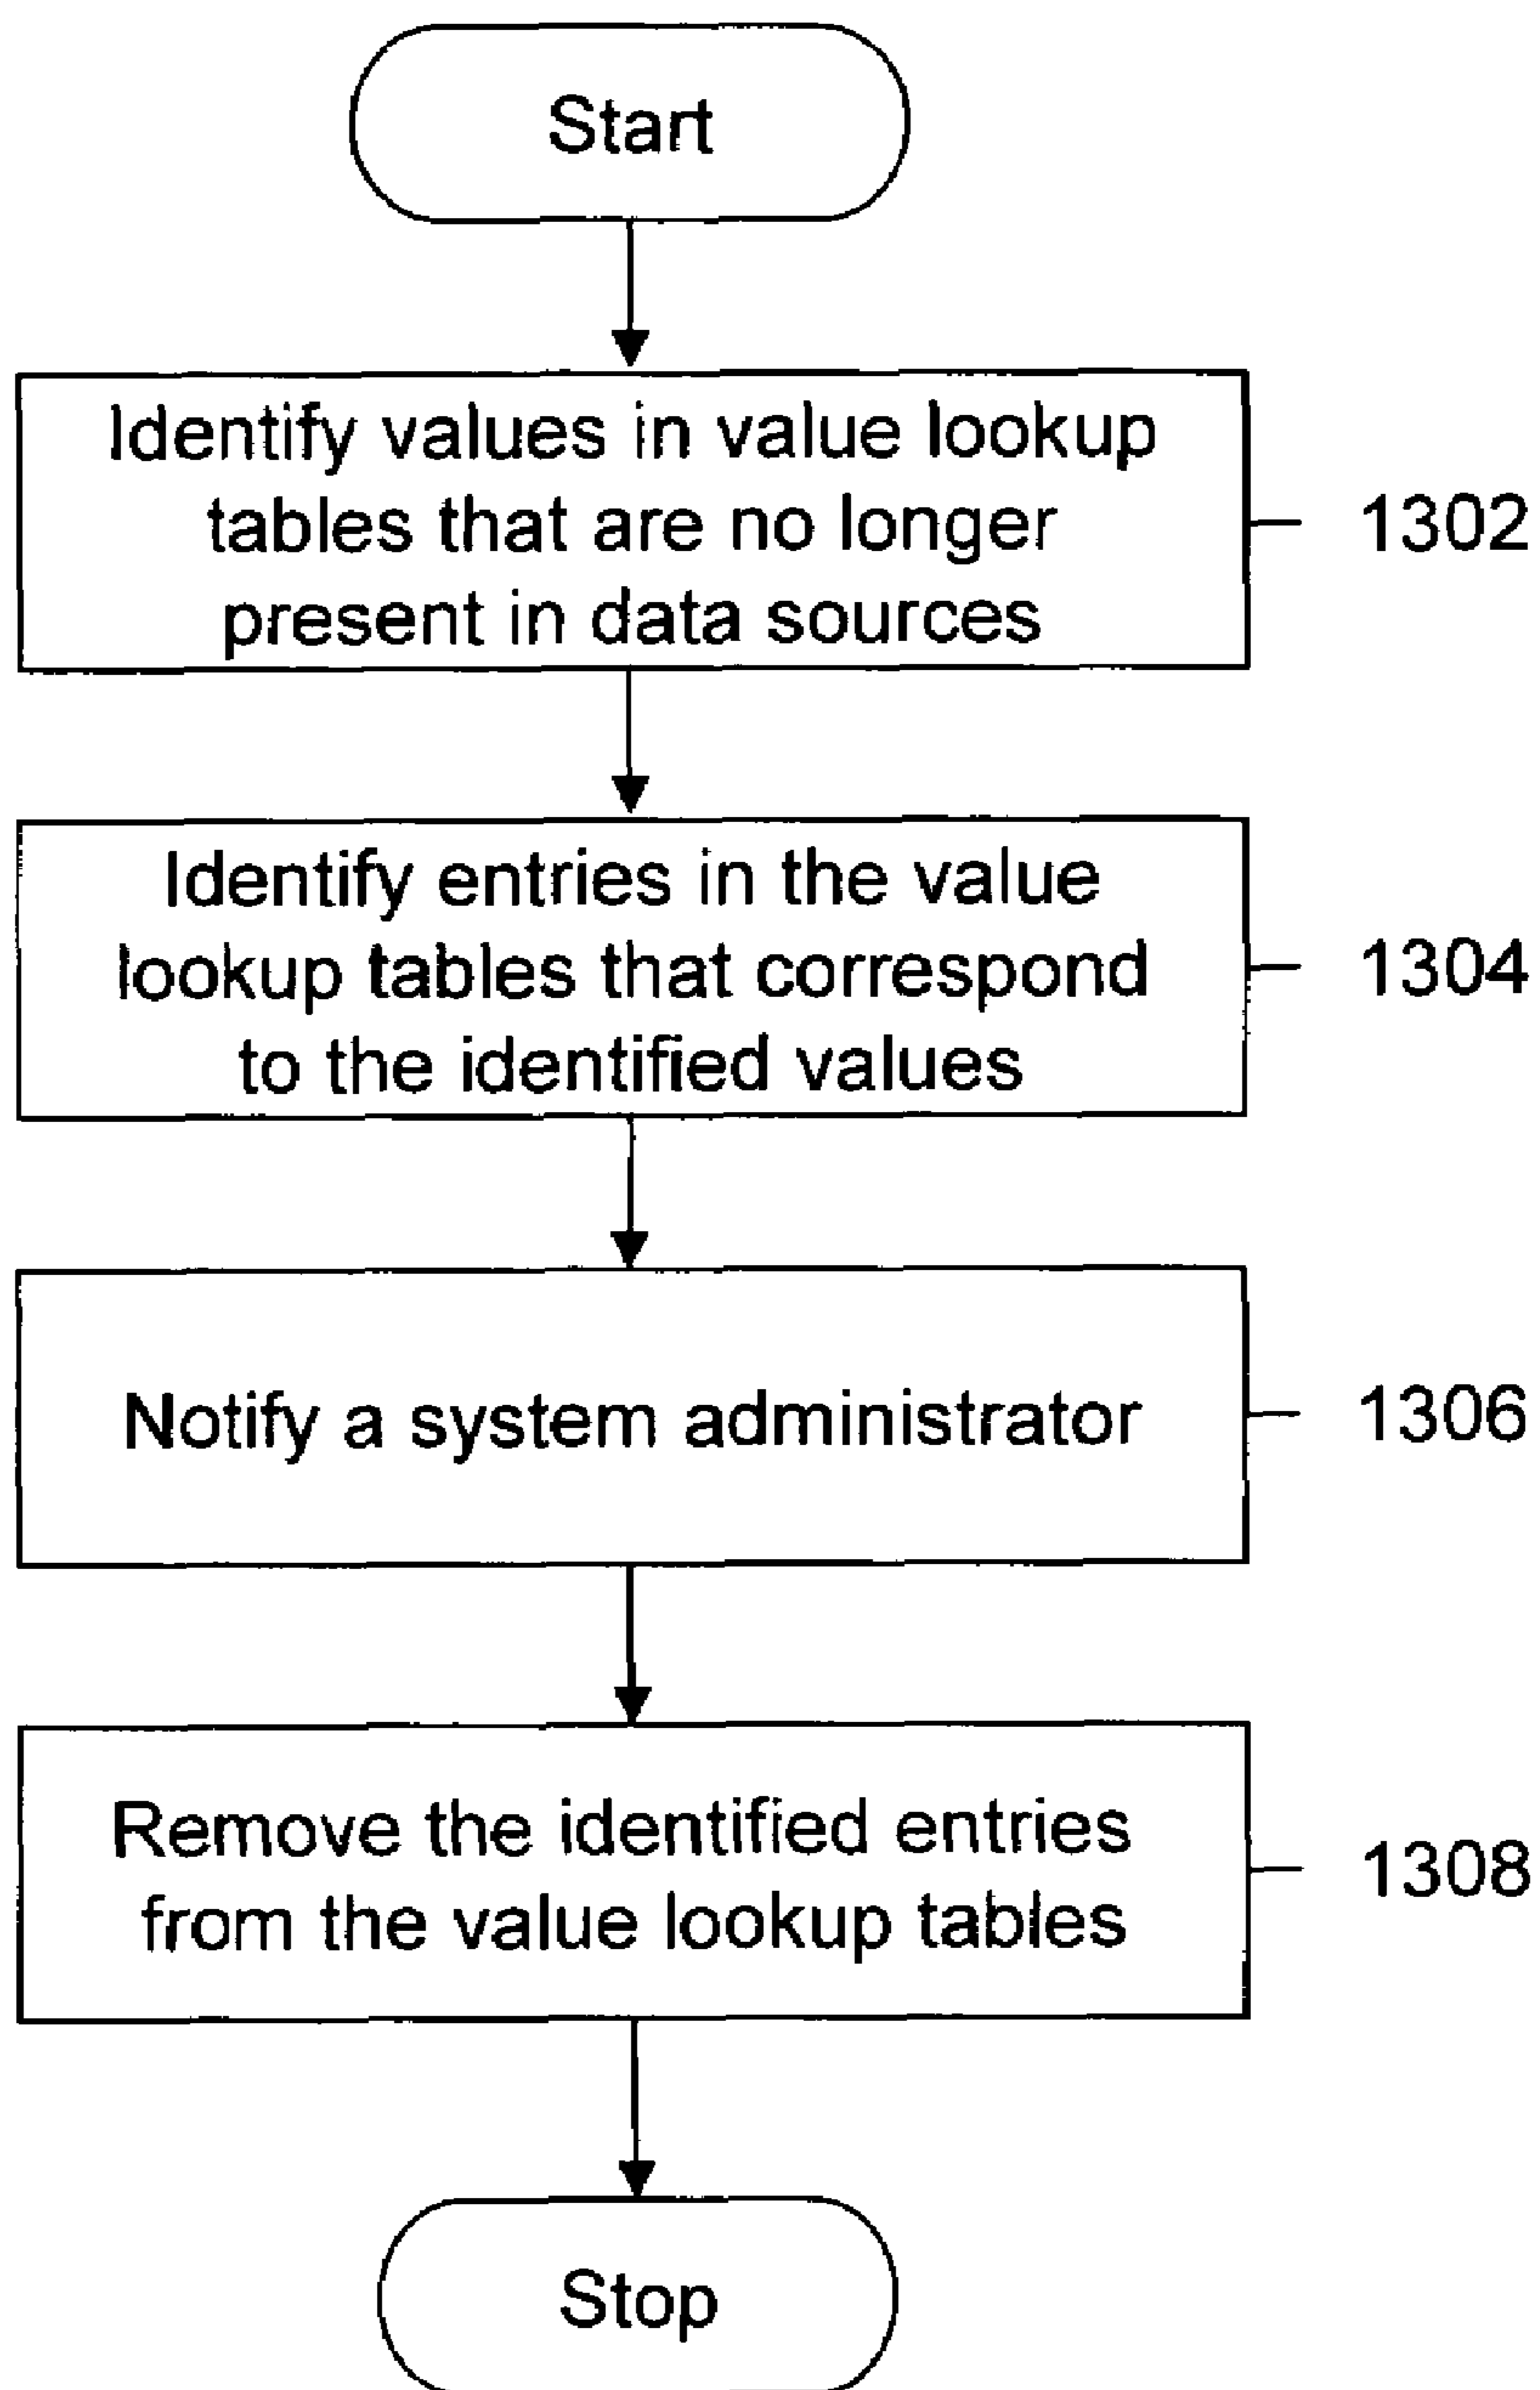 Start
Identify values in value lookup
tables that are no longer
present in data sources
1302
Identify entries in the value
lookup tables that correspond
to the identified values
1304
Notify a system administrator
1306
Remove the identified entries
from the value lookup tables
1308
Stop